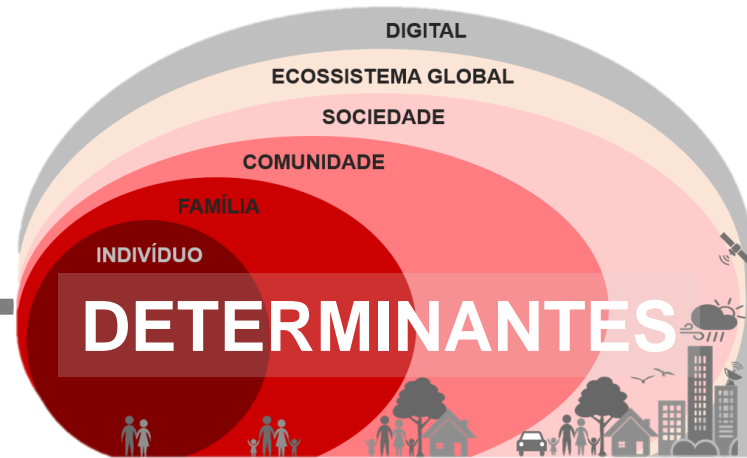 DIGITAL
ECOSSISTEMA GLOBAL
SOCIEDADE
COMUNIDADE
FAMÍLIA
INDIVÍDUO
DETERMINANTES